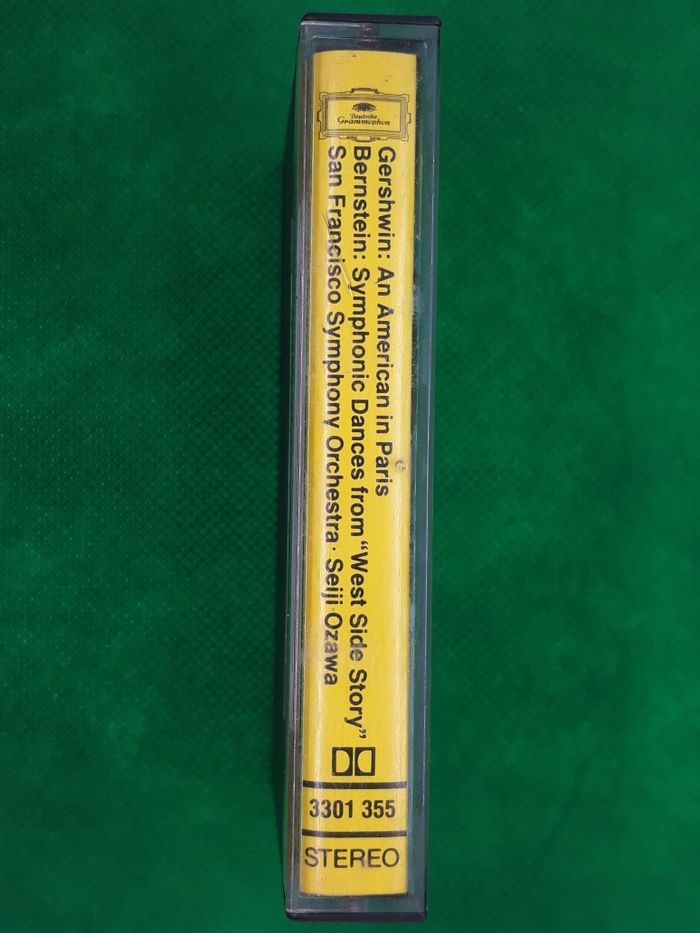 Deutsche
Grammophon
Gershwin: An American in Paris
Bernstein: Symphonic Dances from “West Side Story”
San Francisco Symphony Orchestra · Seiji Ozawa
3301 355
STEREO